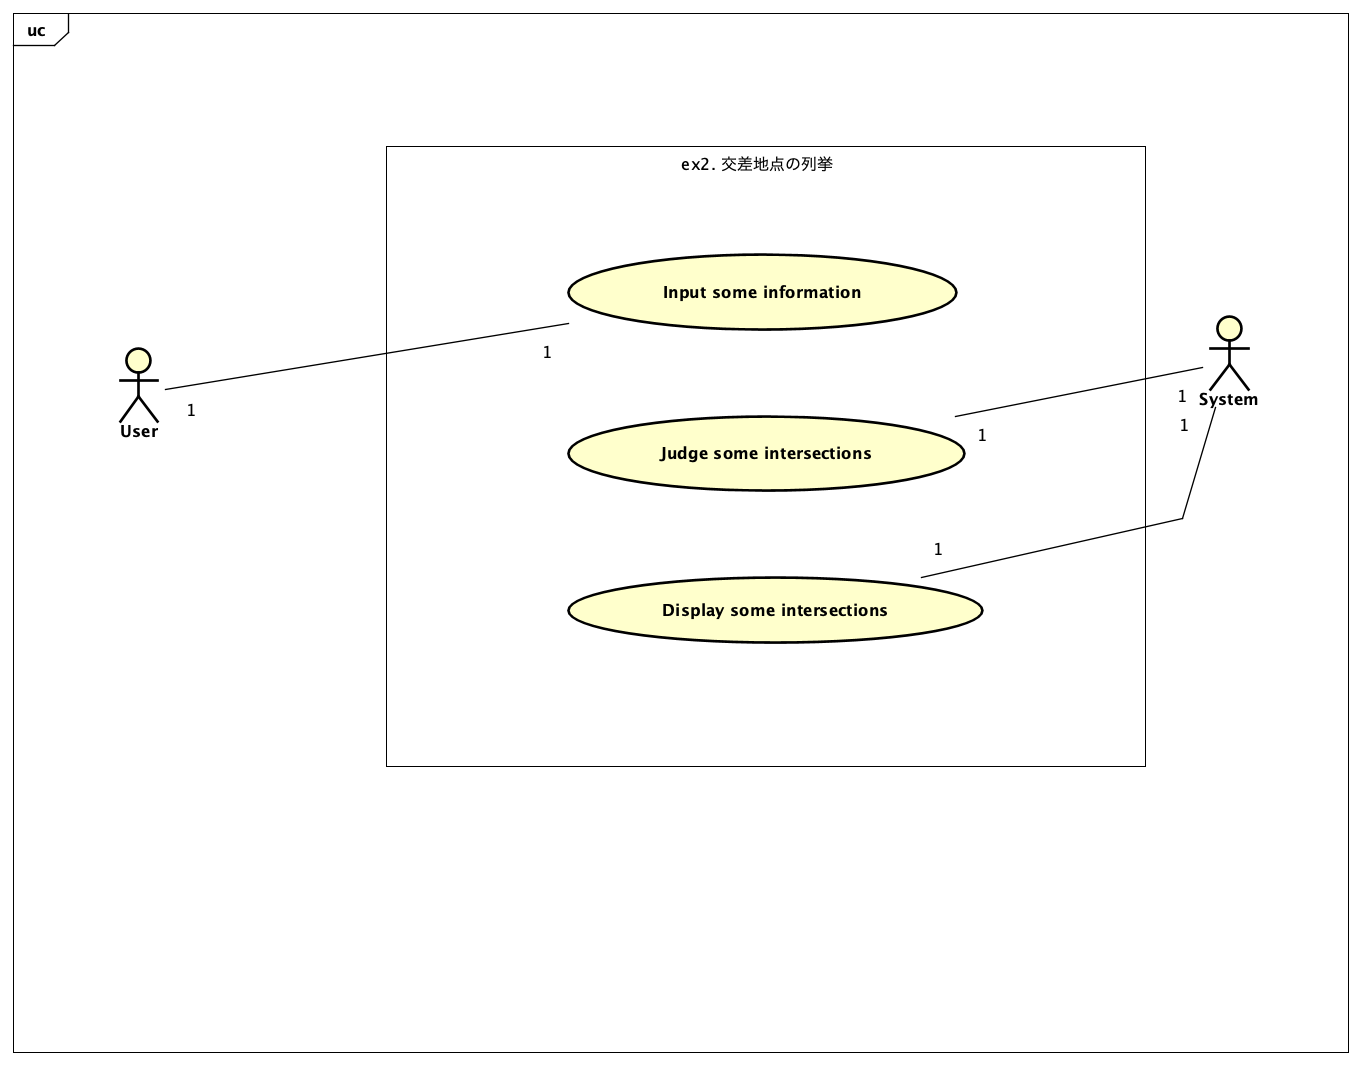 uc
ex2. 交差地点の列挙
Input some information
1
User
1
System
1
1
Judge some intersections
1
1
Display some intersections